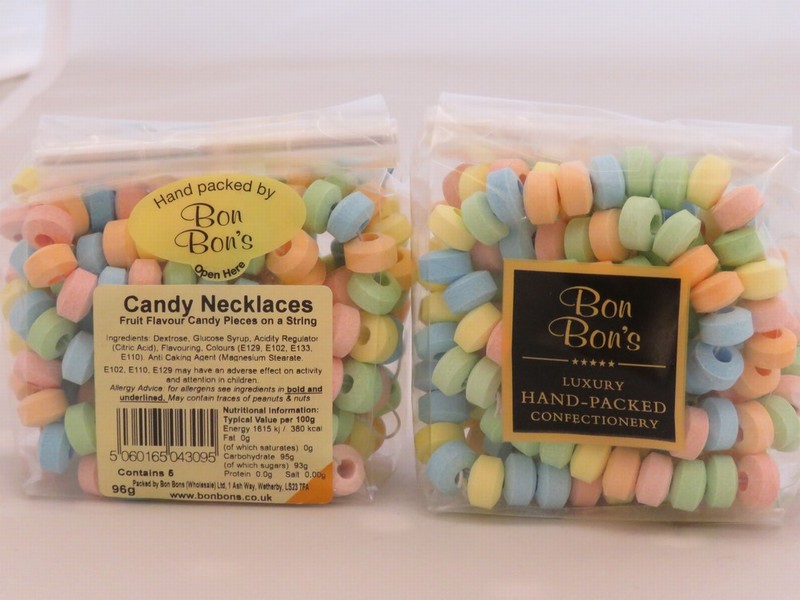 Hand packed by
Bon
Bon's
Open Here
Candy Necklaces
Fruit Flavour Candy Pieces on a String
Ingredients: Dextrose, Glucose Syrup, Acidity Regulator
(Citric Acid), Flavouring, Colours (E129, E102, E133,
E110). Anti Caking Agent (Magnesium Stearate.
E102, E110, E129 may have an adverse effect on activity
and attention in children.
Allergy Advice: for allergens see ingredients in bold and
underlined. May contain traces of peanuts & nuts
Nutritional Information:
Typical Value per 100g
Energy 1615 kj / 380 kcal
Fat 0g
(of which saturates) 0g
Carbohydrate 95g
(of which sugars) 93g
Protein 0.0g Salt 0.00g
5 060165 043095
Contains 5
96g
Packed by Bon Bons (Wholesale) Ltd, 1 Ash Way, Wetherby, LS23 7FA
www.bonbons.co.uk
Bon
Bon's
LUXURY
HAND-PACKED
CONFECTIONERY